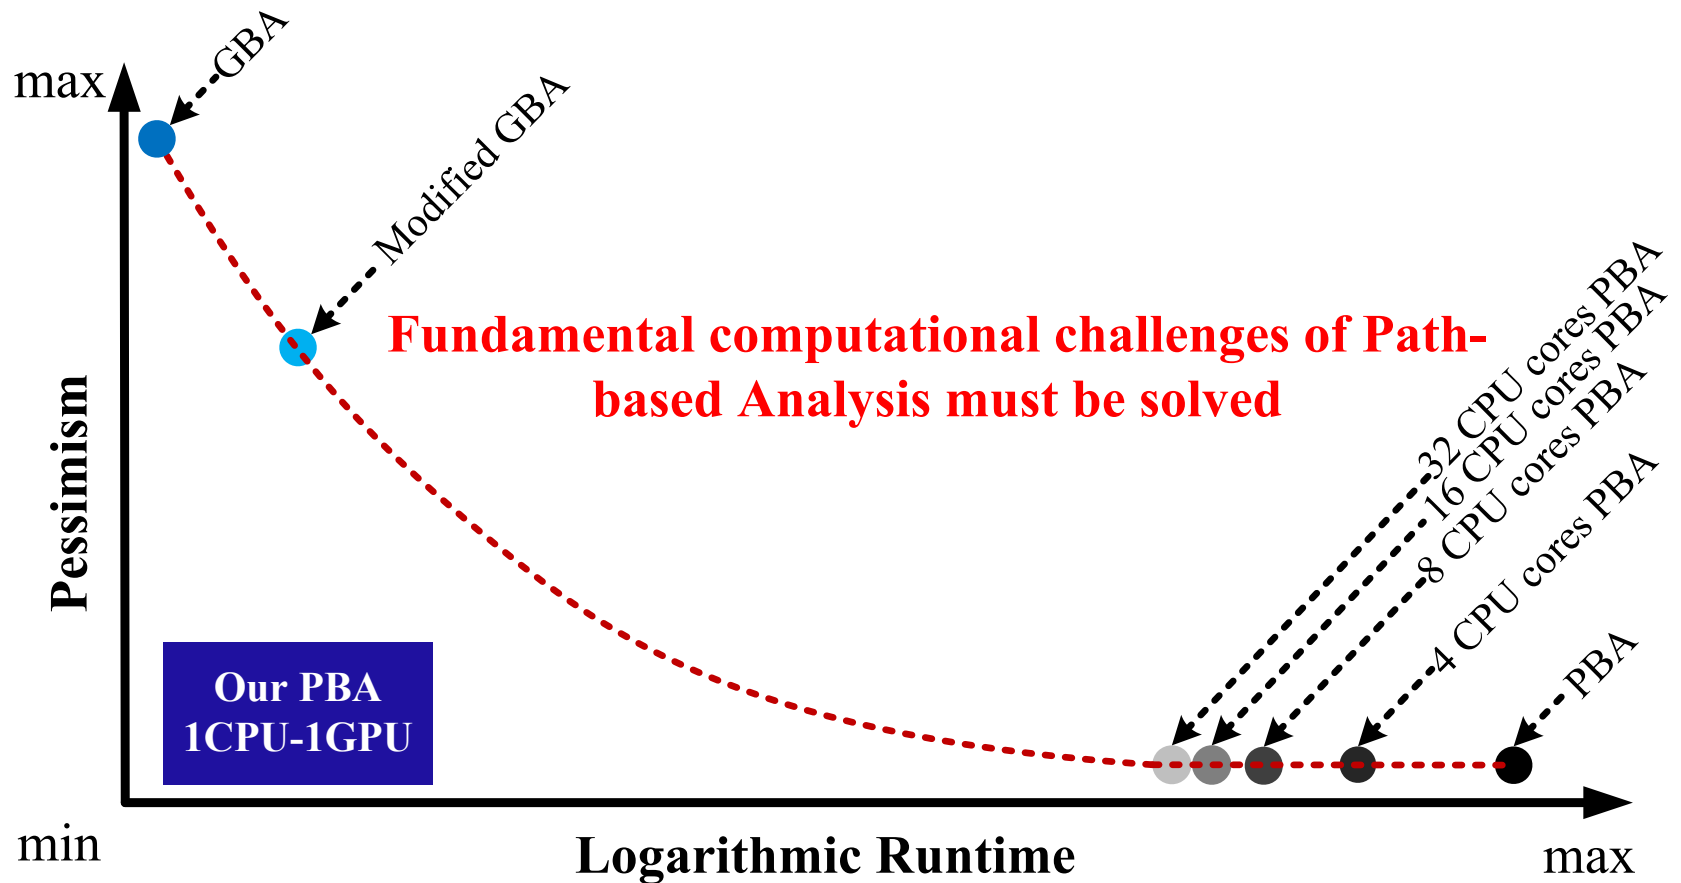 max
GBA
Modified GBA
Fundamental computational challenges of Path-
based Analysis must be solved
32 CPU cores PBA
16 CPU cores PBA
8 CPU cores PBA
4 CPU cores PBA
PBA
Pessimism
Our PBA
1CPU-1GPU
min
Logarithmic Runtime
max